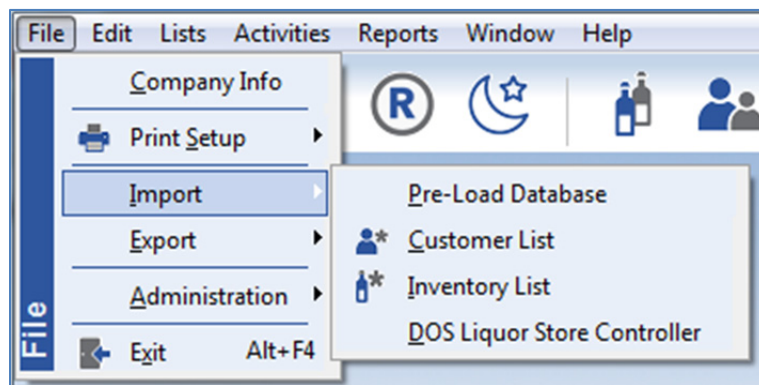 File Edit Lists Activities Reports Window Help
Company Info
R
Print Setup
Import
Pre-Load Database
Export
Customer List
Inventory List
Administration
DOS Liquor Store Controller
Exit Alt+F4
File